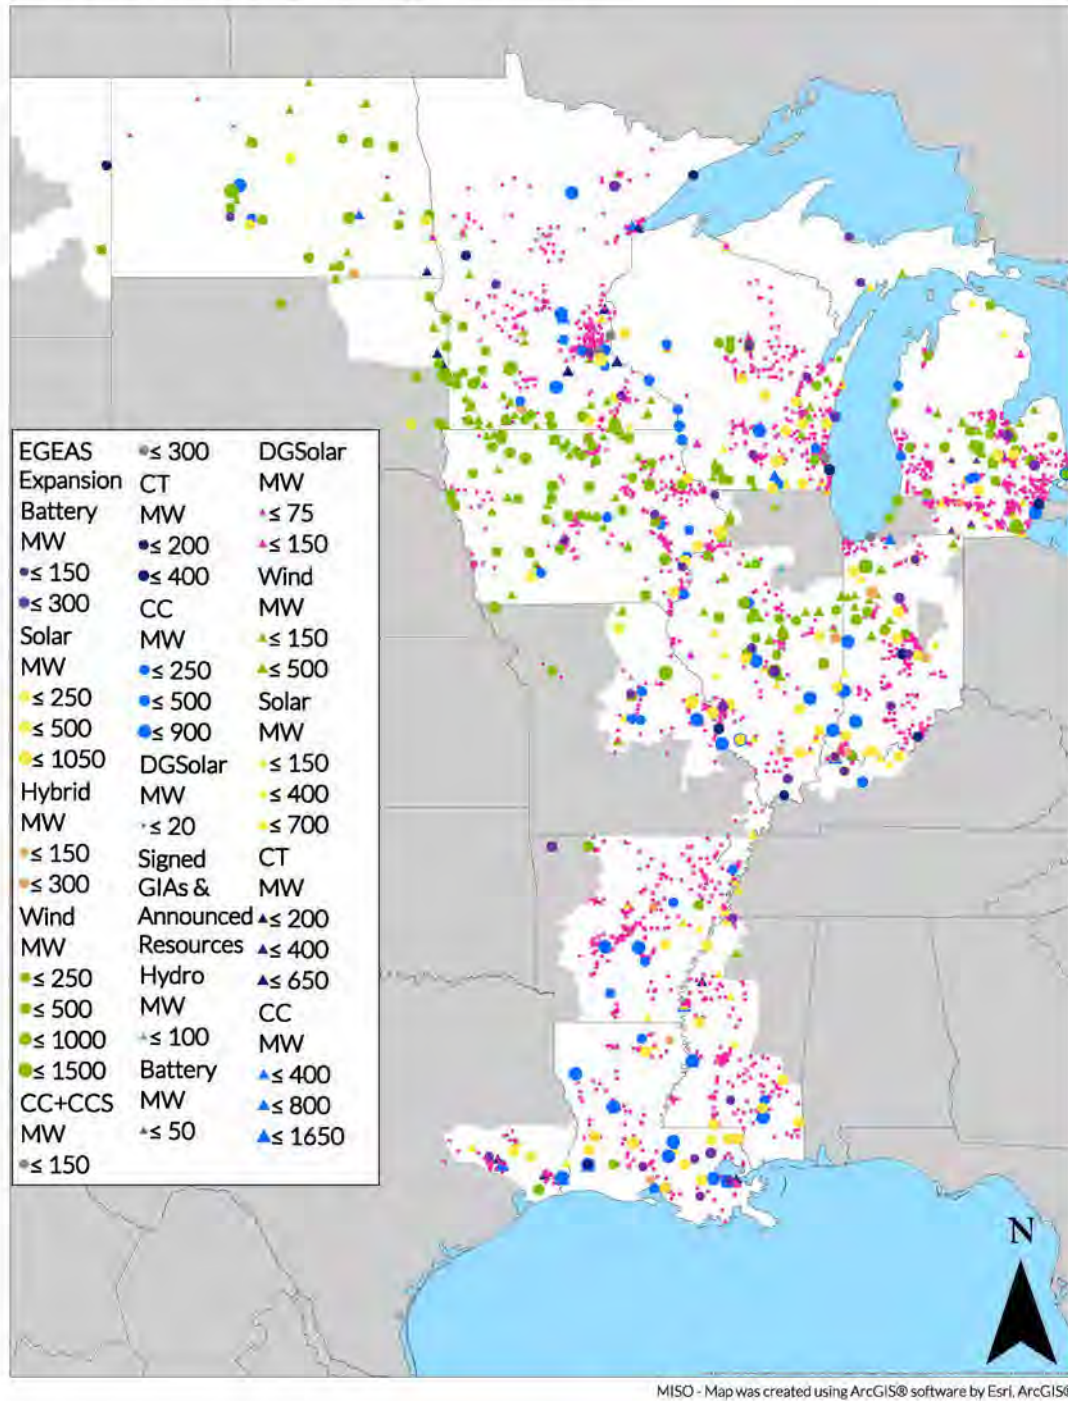 EGEAS
Expansion
Battery
MW
≤ 150
≤ 300
Solar
MW
≤ 250
≤ 500
≤ 1050
Hybrid
MW
≤ 150
≤ 300
Wind
MW
≤ 250
≤ 500
≤ 1000
≤ 1500
CC+CCS
MW
≤ 150
≤ 300
CT
MW
≤ 200
≤ 400
CC
MW
≤ 250
≤ 500
≤ 900
DGSolar
MW
≤ 20
Signed
GIAs &
Announced
Resources
Hydro
MW
≤ 100
Battery
MW
≤ 50
DGSolar
MW
≤ 75
≤ 150
Wind
MW
≤ 150
≤ 500
Solar
MW
≤ 150
≤ 400
≤ 700
CT
MW
≤ 200
≤ 400
≤ 650
CC
MW
≤ 400
≤ 800
≤ 1650
N
MISO - Map was created using ArcGIS® software by Esri. ArcGIS®